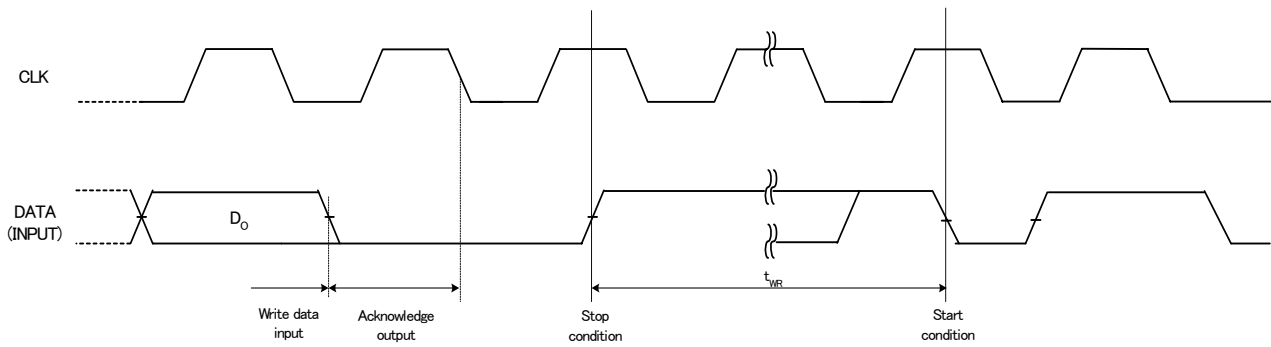 CLK
DATA
(INPUT)
D0
tWR
Write data
input
Acknowledge
output
Stop
condition
Start
condition